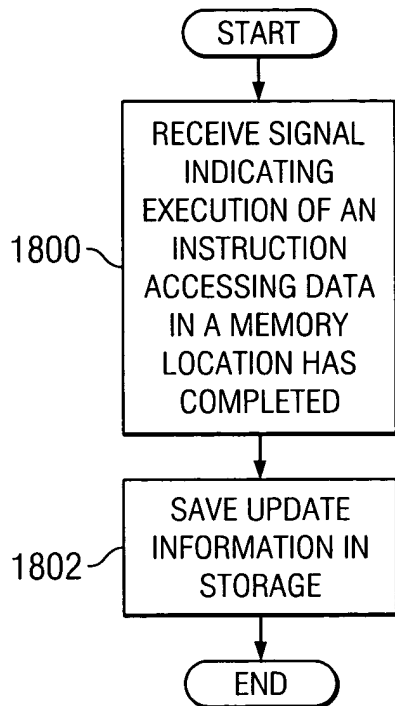 START
RECEIVE SIGNAL
INDICATING
EXECUTION OF AN
INSTRUCTION
ACCESSING DATA
IN A MEMORY
LOCATION HAS
COMPLETED
1800
SAVE UPDATE
INFORMATION IN
STORAGE
1802
END